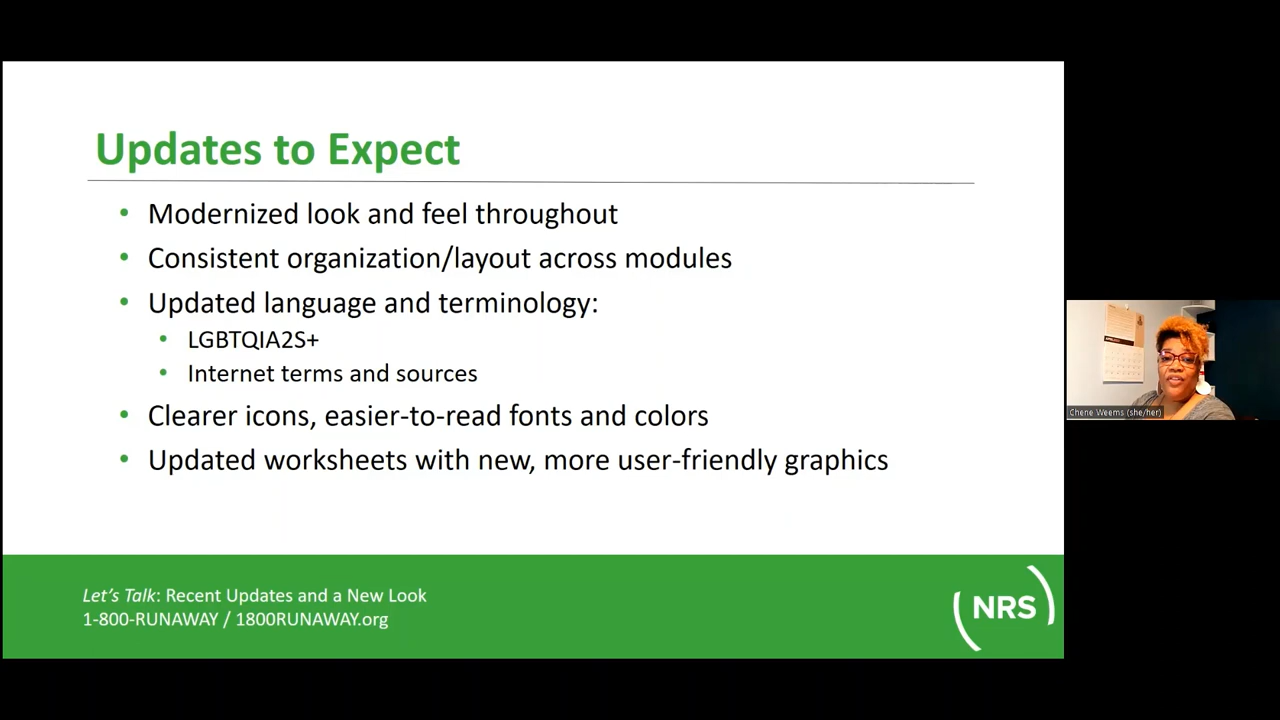 Updates to Expect
• Modernized look and feel throughout
• Consistent organization/layout across modules
• Updated language and terminology:
• LGBTQIA2S+
• Internet terms and sources
• Clearer icons, easier-to-read fonts and colors
• Updated worksheets with new, more user-friendly graphics
Let's Talk: Recent Updates and a New Look
1-800-RUNAWAY / 1800RUNAWAY.org
NRS
Chene Weems (she/her)